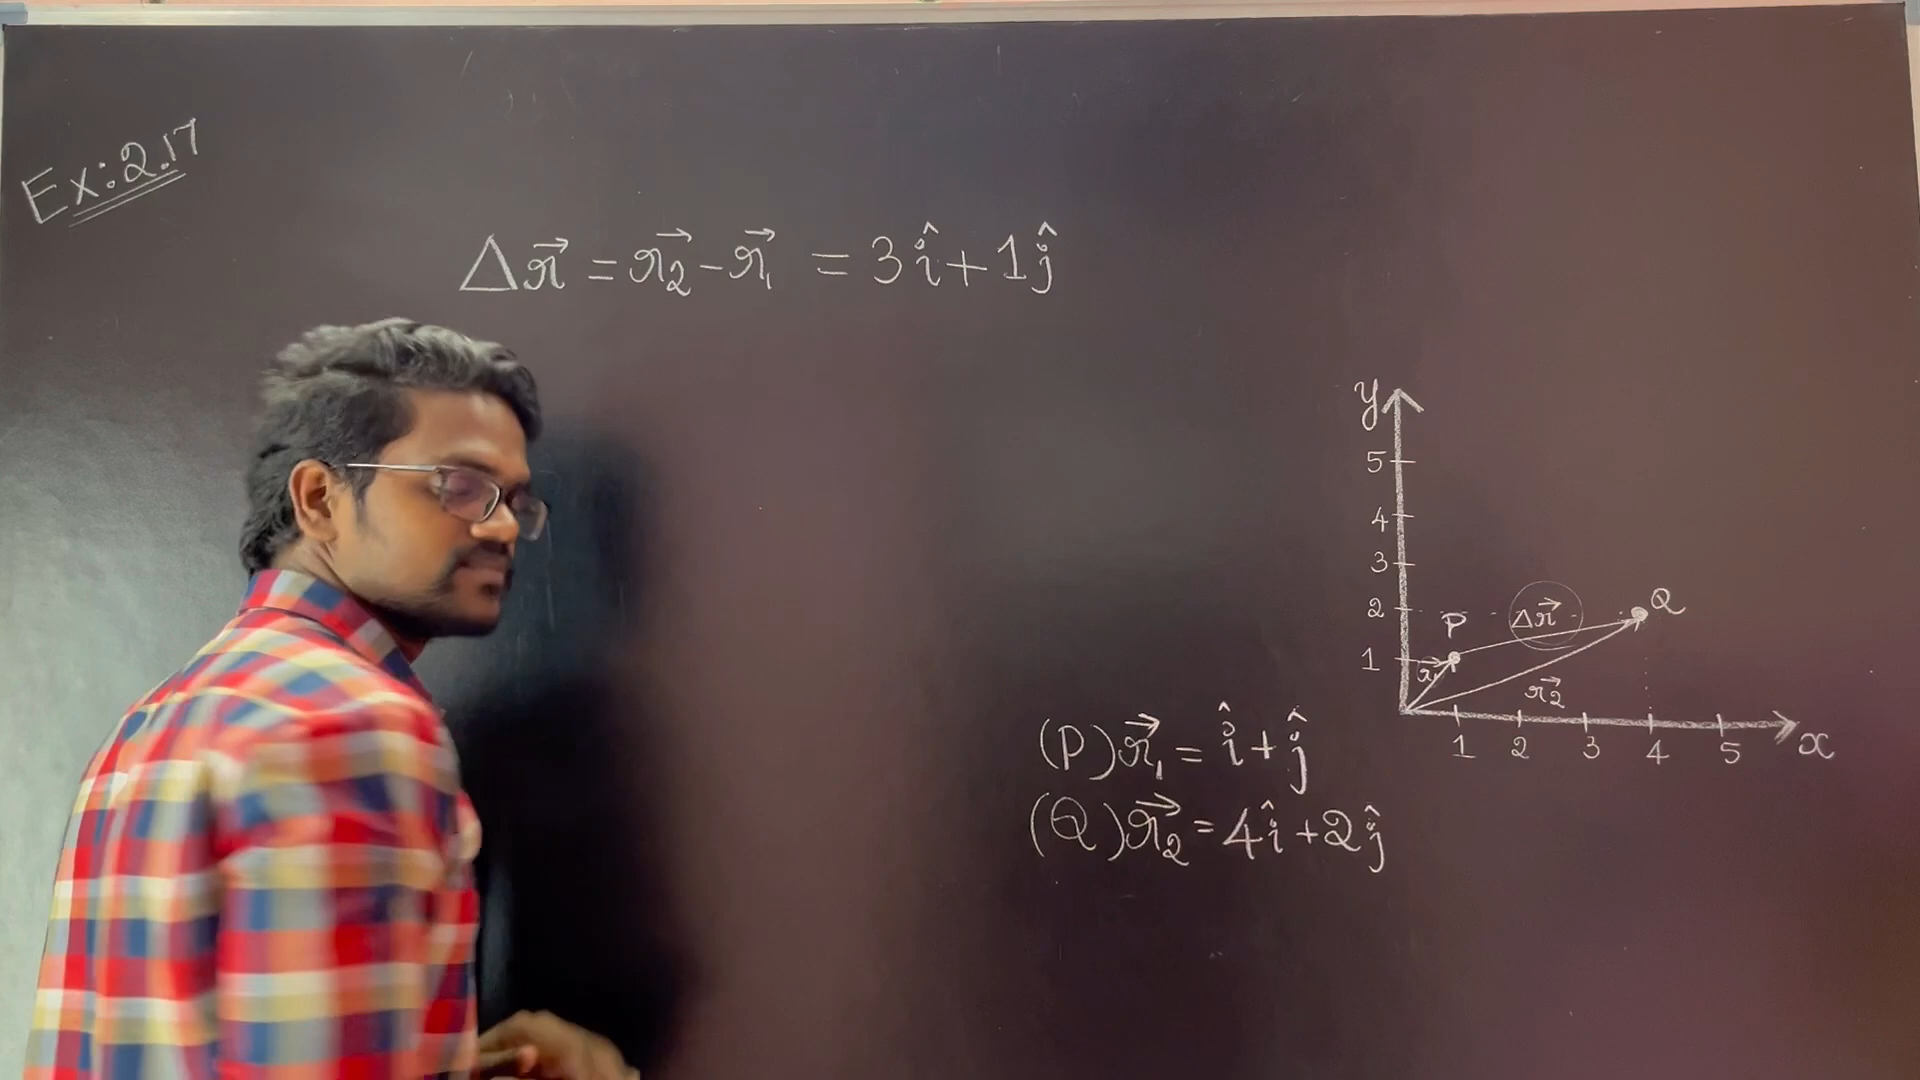 Ex:2.17
Δr⃗ = r⃗₂ - r⃗₁ = 3î + 1ĵ
y
5
4
3
2
1
P
Δr⃗
Q
r⃗₁
r⃗₂
1 2 3 4 5 x
(P) r⃗₁ = î + ĵ
(Q) r⃗₂ = 4î + 2ĵ